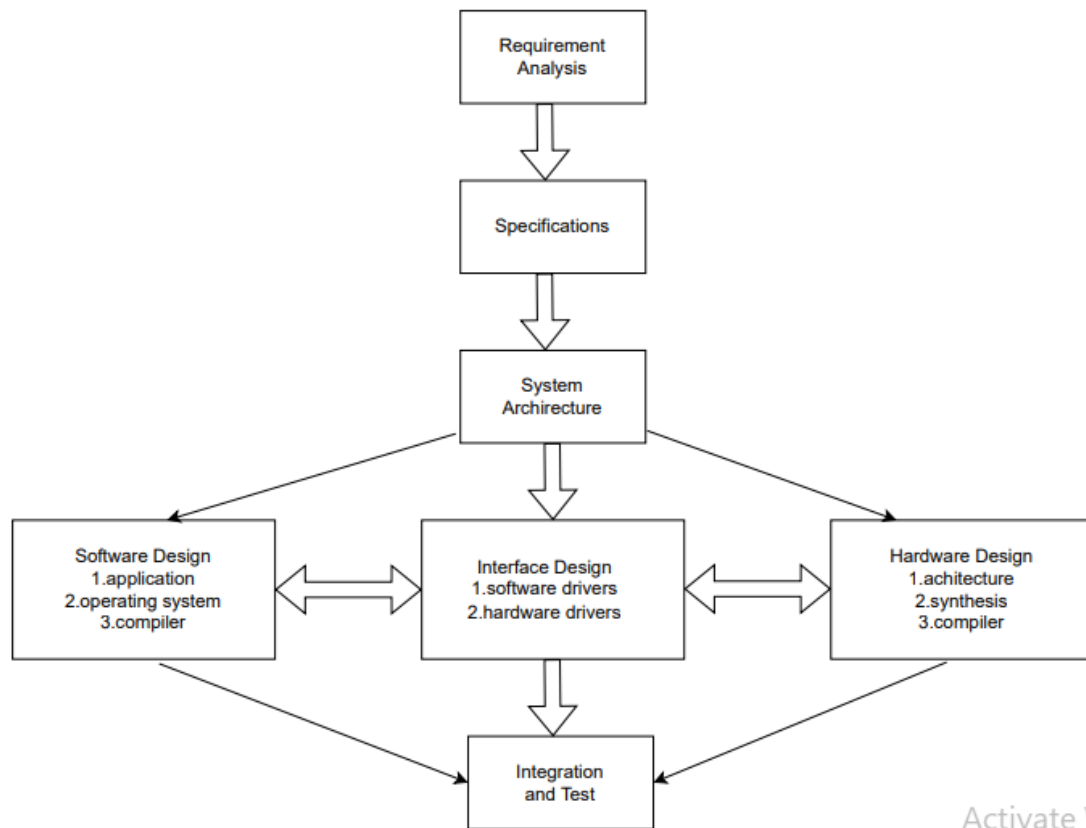 Requirement
Analysis
Specifications
System
Archirecture
Software Design
1.application
2.operating system
3.compiler
Interface Design
1.software drivers
2.hardware drivers
Hardware Design
1.achitecture
2.synthesis
3.compiler
Integration
and Test
Activate